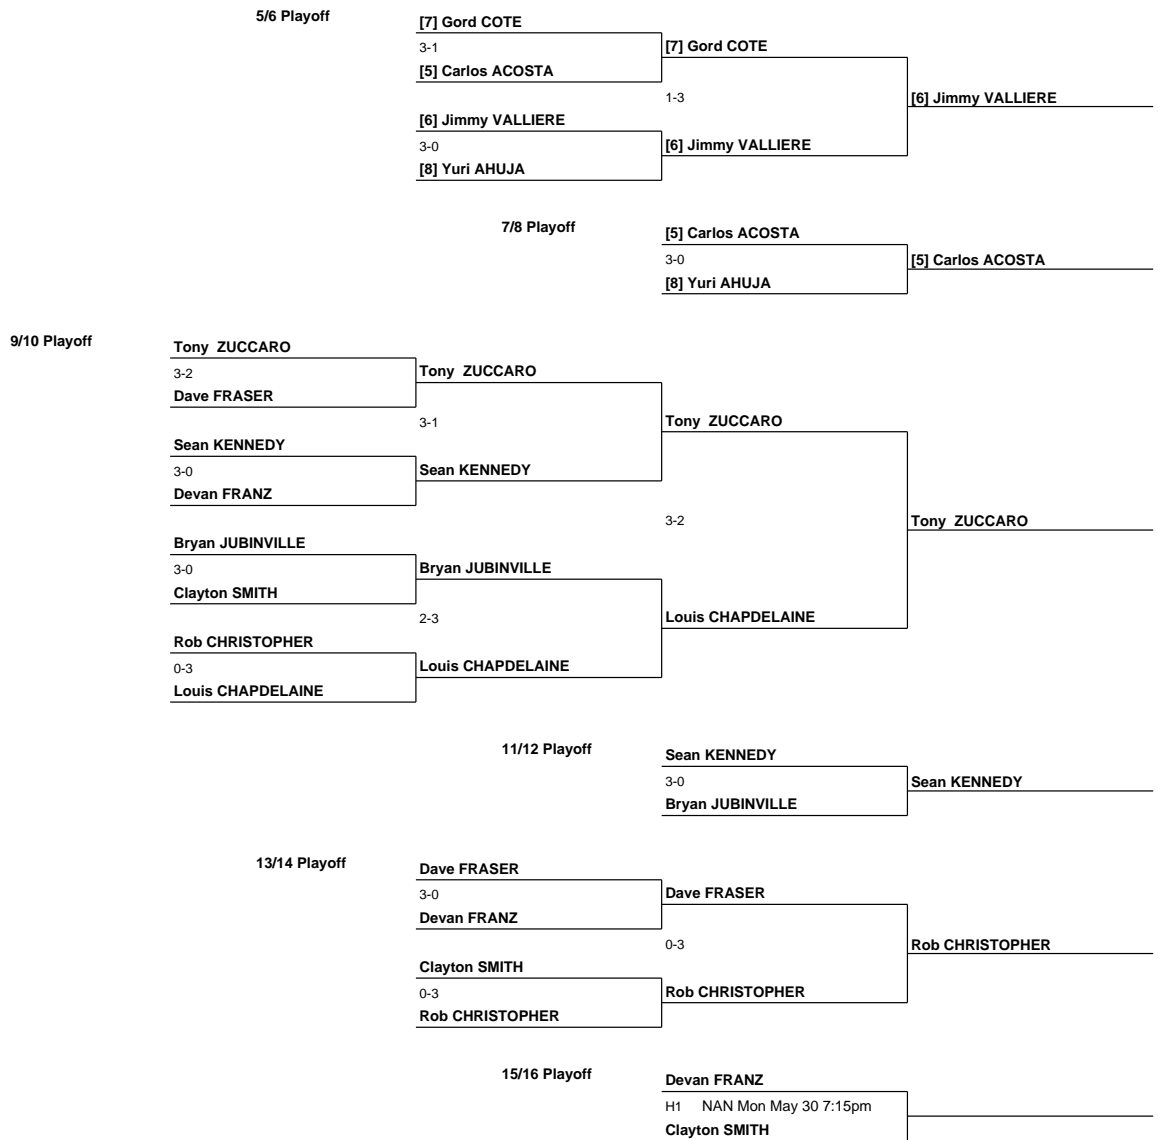 5/6 Playoff
[7] Gord COTE
3-1
[5] Carlos ACOSTA
[7] Gord COTE
1-3
[6] Jimmy VALLIERE
[6] Jimmy VALLIERE
3-0
[8] Yuri AHUJA
[6] Jimmy VALLIERE
7/8 Playoff
[5] Carlos ACOSTA
3-0
[8] Yuri AHUJA
[5] Carlos ACOSTA
9/10 Playoff
Tony ZUCCARO
3-2
Dave FRASER
Tony ZUCCARO
3-1
Tony ZUCCARO
Sean KENNEDY
3-0
Devan FRANZ
Sean KENNEDY
3-2
Tony ZUCCARO
Bryan JUBINVILLE
3-0
Clayton SMITH
Bryan JUBINVILLE
2-3
Louis CHAPDELAINE
Rob CHRISTOPHER
0-3
Louis CHAPDELAINE
Louis CHAPDELAINE
11/12 Playoff
Sean KENNEDY
3-0
Bryan JUBINVILLE
Sean KENNEDY
13/14 Playoff
Dave FRASER
3-0
Devan FRANZ
Dave FRASER
0-3
Rob CHRISTOPHER
Clayton SMITH
0-3
Rob CHRISTOPHER
Rob CHRISTOPHER
15/16 Playoff
Devan FRANZ
H1 NAN Mon May 30 7:15pm
Clayton SMITH